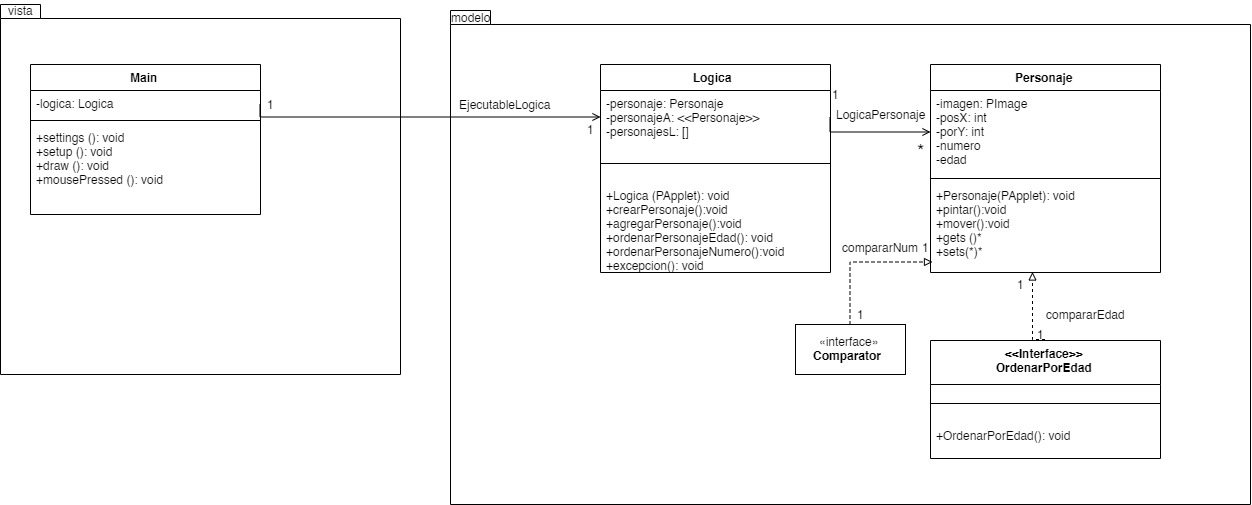 vista
Main
-logica: Logica
+settings (): void
+setup (): void
+draw (): void
+mousePressed (): void
1
EjecutableLogica
1
modelo
Logica
-personaje: Personaje
-personajeA: <<Personaje>>
-personajesL: []
+Logica (PApplet): void
+crearPersonaje():void
+agregarPersonaje():void
+ordenarPersonajeEdad(): void
+ordenarPersonajeNumero():void
+excepcion(): void
1
LogicaPersonaje
*
Personaje
-imagen: PImage
-posX: int
-porY: int
-numero
-edad
+Personaje(PApplet): void
+pintar():void
+mover():void
+gets ()*
+sets(*)*
compararNum
1
1
«interface»
Comparator
1
compararEdad
1
<<Interface>>
OrdenarPorEdad
+OrdenarPorEdad(): void